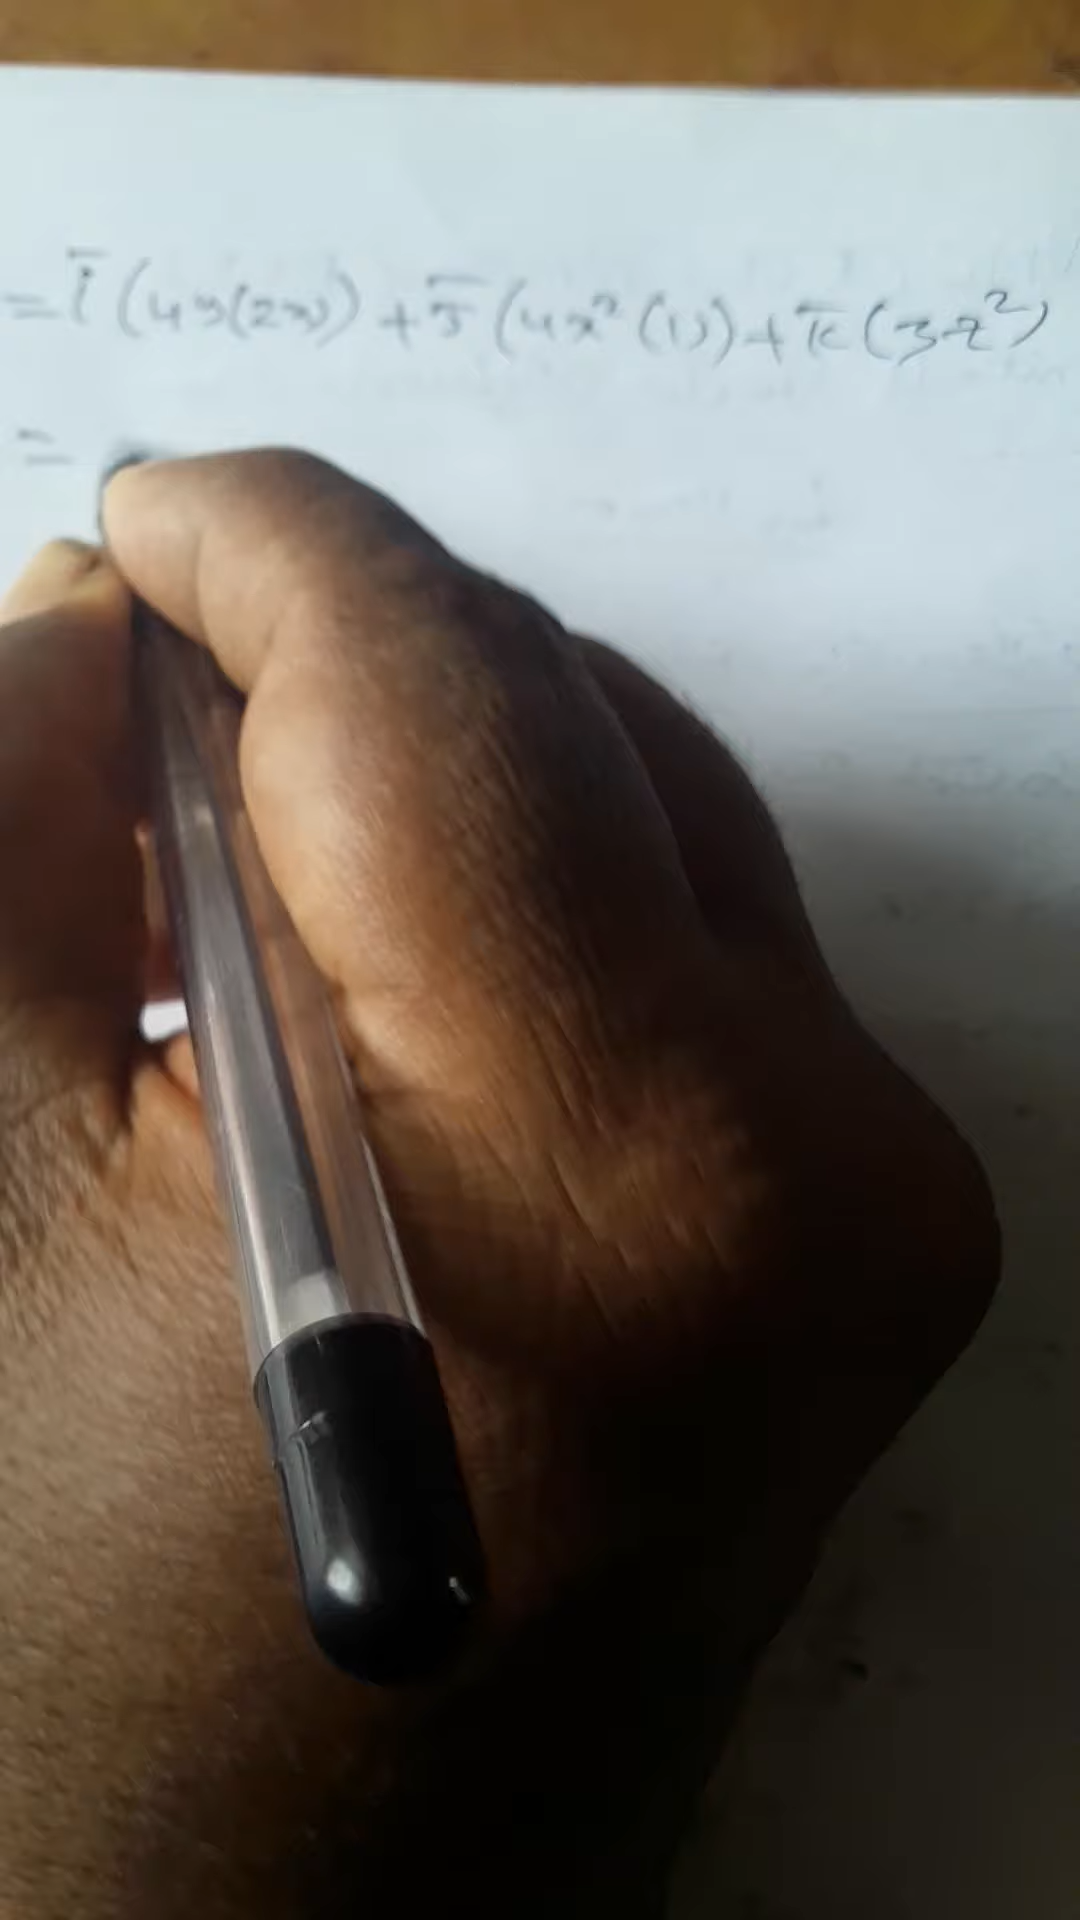 = i̅ (4y(2x)) + j̅ (4x² (1)) + k̅ (3z²)
=